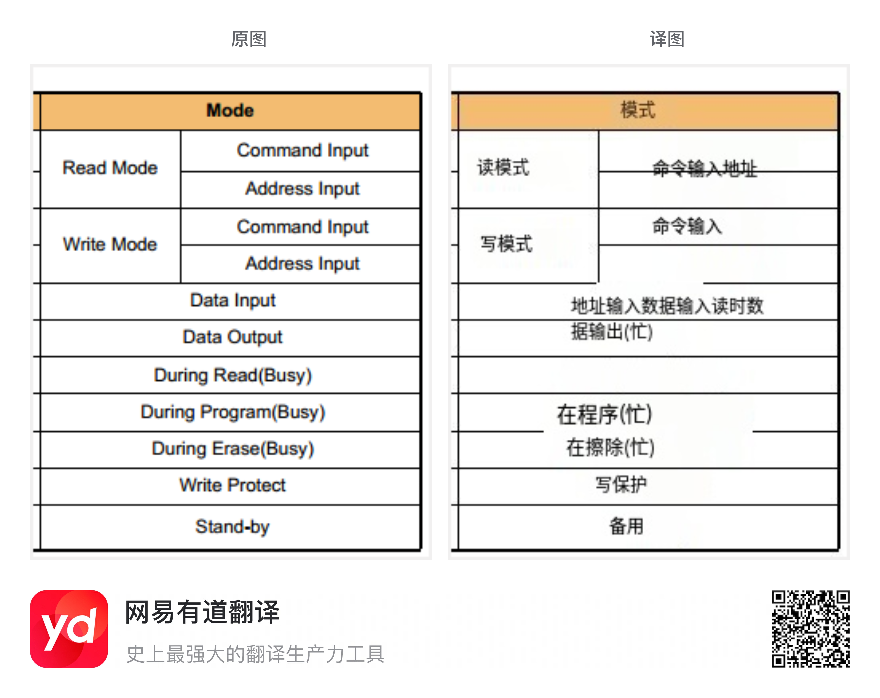 原图
译图
Mode
Read Mode
Command Input
Address Input
Write Mode
Command Input
Address Input
Data Input
Data Output
During Read(Busy)
During Program(Busy)
During Erase(Busy)
Write Protect
Stand-by
模式
读模式
命令输入地址
写模式
命令输入
地址输入数据输入读时数
据输出(忙)
在程序(忙)
在擦除(忙)
写保护
备用
yd
网易有道翻译
史上最强大的翻译生产力工具